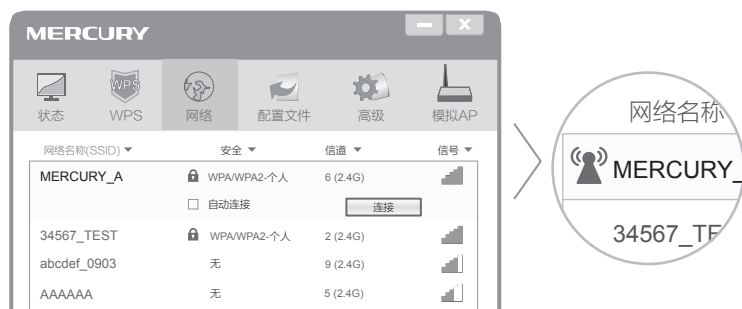 MERCURY
状态 WPS 网络 配置文件 高级 模拟AP
WPS
网络名称(SSID) 安全 信道 信号
MERCURY_A WPA/WPA2-个人 6 (2.4G)
自动连接 连接
34567_TEST WPA/WPA2-个人 2 (2.4G)
abcdef_0903 无 9 (2.4G)
AAAAAA 无 5 (2.4G)
网络名称
MERCURY_
34567_TE